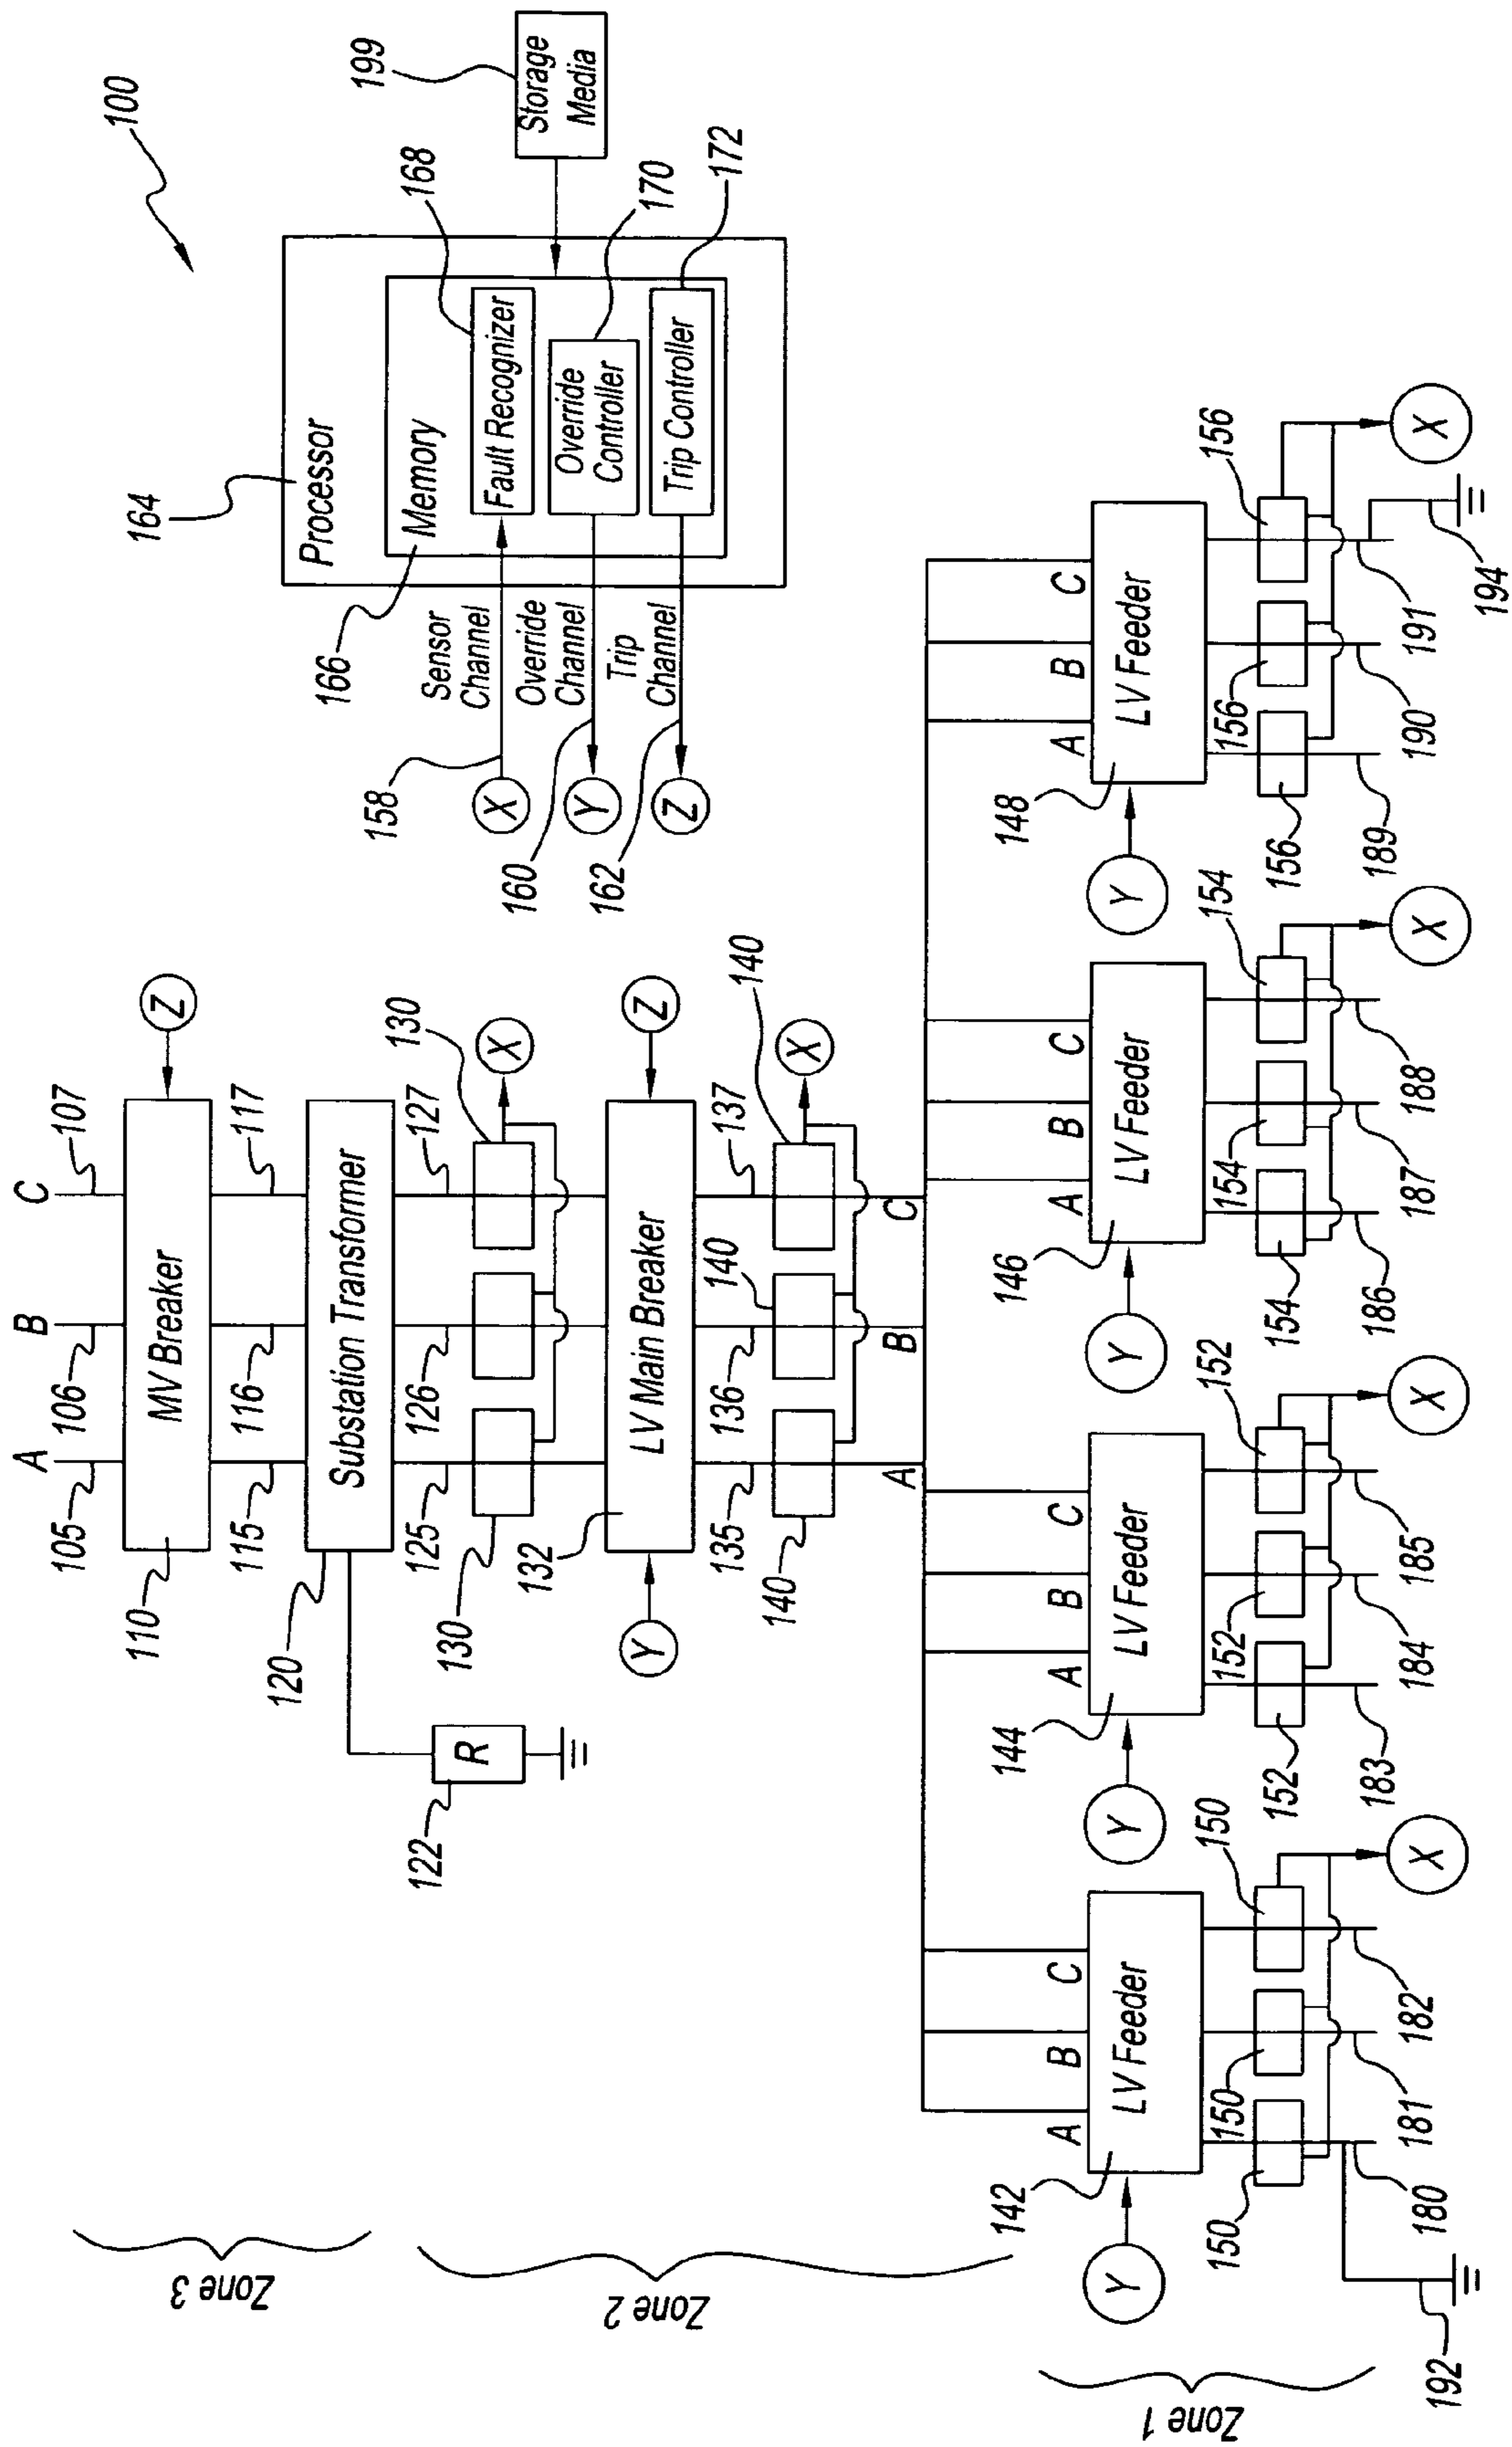 100
A
B
C
105
106
107
110
MV Breaker
Z
115
116
117
120
Substation Transformer
122
R
125
126
127
130
130
X
132
LV Main Breaker
Y
Z
135
136
137
140
140
140
X
A
B
C
Zone 3
Zone 2
Zone 1
164
Processor
166
Memory
168
Fault Recognizer
170
Override
Controller
172
Trip Controller
199
Storage
Media
Sensor
Channel
Override
Channel
Trip
Channel
158
160
162
X
Y
Z
A
B
C
142
LV Feeder
Y
150
150
150
X
180
181
182
192
A
B
C
144
LV Feeder
Y
152
152
152
X
183
184
185
A
B
C
146
LV Feeder
Y
154
154
154
X
186
187
188
A
B
C
148
LV Feeder
Y
156
156
156
X
189
190
191
194